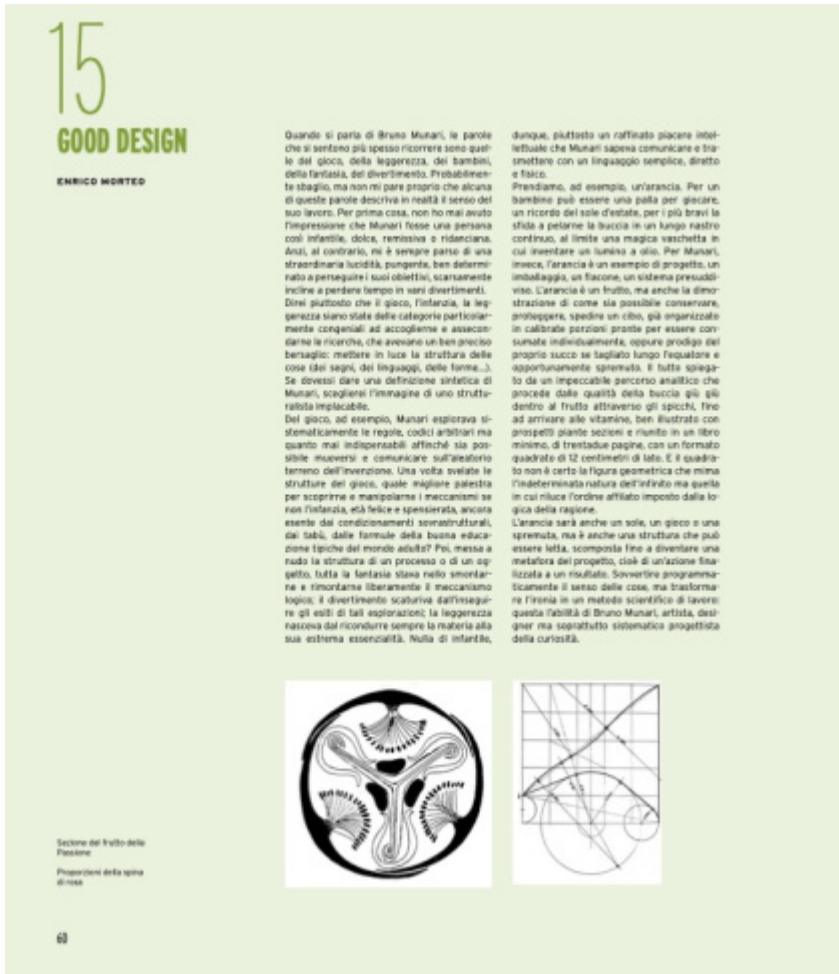 15
GOOD DESIGN
ENRICO MORTEO
Quando si parla di Bruno Munari, le parole
che si sentono più spesso ricorrere sono quel-
le del gioco, della leggerezza, dei bambini,
della fantasia, del divertimento. Probabilmen-
te sbaglio, ma non mi pare proprio che alcuna
di queste parole descriva in realtà il senso del
suo lavoro. Per prima cosa, non ho mai avuto
l'impressione che Munari fosse una persona
così infantile, dolce, remissiva o ridanciana.
Anzi, al contrario, mi è sempre parso di una
straordinaria lucidità, pungente, ben determi-
nato a perseguire i suoi obiettivi, scarsamente
incline a perdere tempo in vani divertimenti.
Direi piuttosto che il gioco, l'infanzia, la leg-
gerezza siano state delle categorie particolar-
mente congeniali ad accoglierne e assecon-
darne le ricerche, che avevano un ben preciso
bersaglio: mettere in luce la struttura delle
cose (dei segni, dei linguaggi, delle forme...).
Se dovessi dare una definizione sintetica di
Munari, sceglierei l'immagine di uno struttu-
ralista implacabile.
Del gioco, ad esempio, Munari esplorava si-
stematicamente le regole, codici arbitrari ma
quanto mai indispensabili affinché sia pos-
sibile muoversi e comunicare sull'aleatorio
terreno dell'invenzione. Una volta svelate le
strutture del gioco, quale migliore palestra
per scoprirne e manipolarne i meccanismi se
non l'infanzia, età felice e spensierata, ancora
esente dai condizionamenti sovrastrutturali,
dai tabù, dalle formule della buona educa-
zione tipiche del mondo adulto? Poi, messa a
nudo la struttura di un processo o di un og-
getto, tutta la fantasia stava nello smontar-
ne e rimontarne liberamente il meccanismo
logico; il divertimento scaturiva dall'insegui-
re gli esiti di tali esplorazioni; la leggerezza
nasceva dal ricondurre sempre la materia alla
sua estrema essenzialità. Nulla di infantile,
dunque, piuttosto un raffinato piacere intel-
lettuale che Munari sapeva comunicare e tra-
smettere con un linguaggio semplice, diretto
e fisico.
Prendiamo, ad esempio, un'arancia. Per un
bambino può essere una palla per giocare,
un ricordo del sole d'estate, per i più bravi la
sfida a pelarne la buccia in un lungo nastro
continuo, al limite una magica vaschetta in
cui inventare un lumino a olio. Per Munari,
invece, l'arancia è un esempio di progetto, un
imballaggio, un flacone, un sistema presuddi-
viso. L'arancia è un frutto, ma anche la dimo-
strazione di come sia possibile conservare,
proteggere, spedire un cibo, già organizzato
in calibrate porzioni pronte per essere con-
sumate individualmente, oppure prodigo del
proprio succo se tagliato lungo l'equatore e
opportunamente spremuto. Il tutto spiega-
to da un impeccabile percorso analitico che
procede dalle qualità della buccia giù giù
dentro al frutto attraverso gli spicchi, fino
ad arrivare alle vitamine, ben illustrato con
prospetti piante sezioni e riunito in un libro
minimo, di trentadue pagine, con un formato
quadrato di 12 centimetri di lato. E il quadra-
to non è certo la figura geometrica che mima
l'indeterminata natura dell'infinito ma quella
in cui riluce l'ordine affilato imposto dalla lo-
gica della ragione.
L'arancia sarà anche un sole, un gioco o una
spremuta, ma è anche una struttura che può
essere letta, scomposta fino a diventare una
metafora del progetto, cioè di un'azione fina-
lizzata a un risultato. Sovvertire programma-
ticamente il senso delle cose, ma trasforma-
re l'ironia in un metodo scientifico di lavoro:
questa l'abilità di Bruno Munari, artista, desi-
gner ma soprattutto sistematico progettista
della curiosità.
Sezione del frutto della
Passione
Proporzioni della spina
di rosa
60